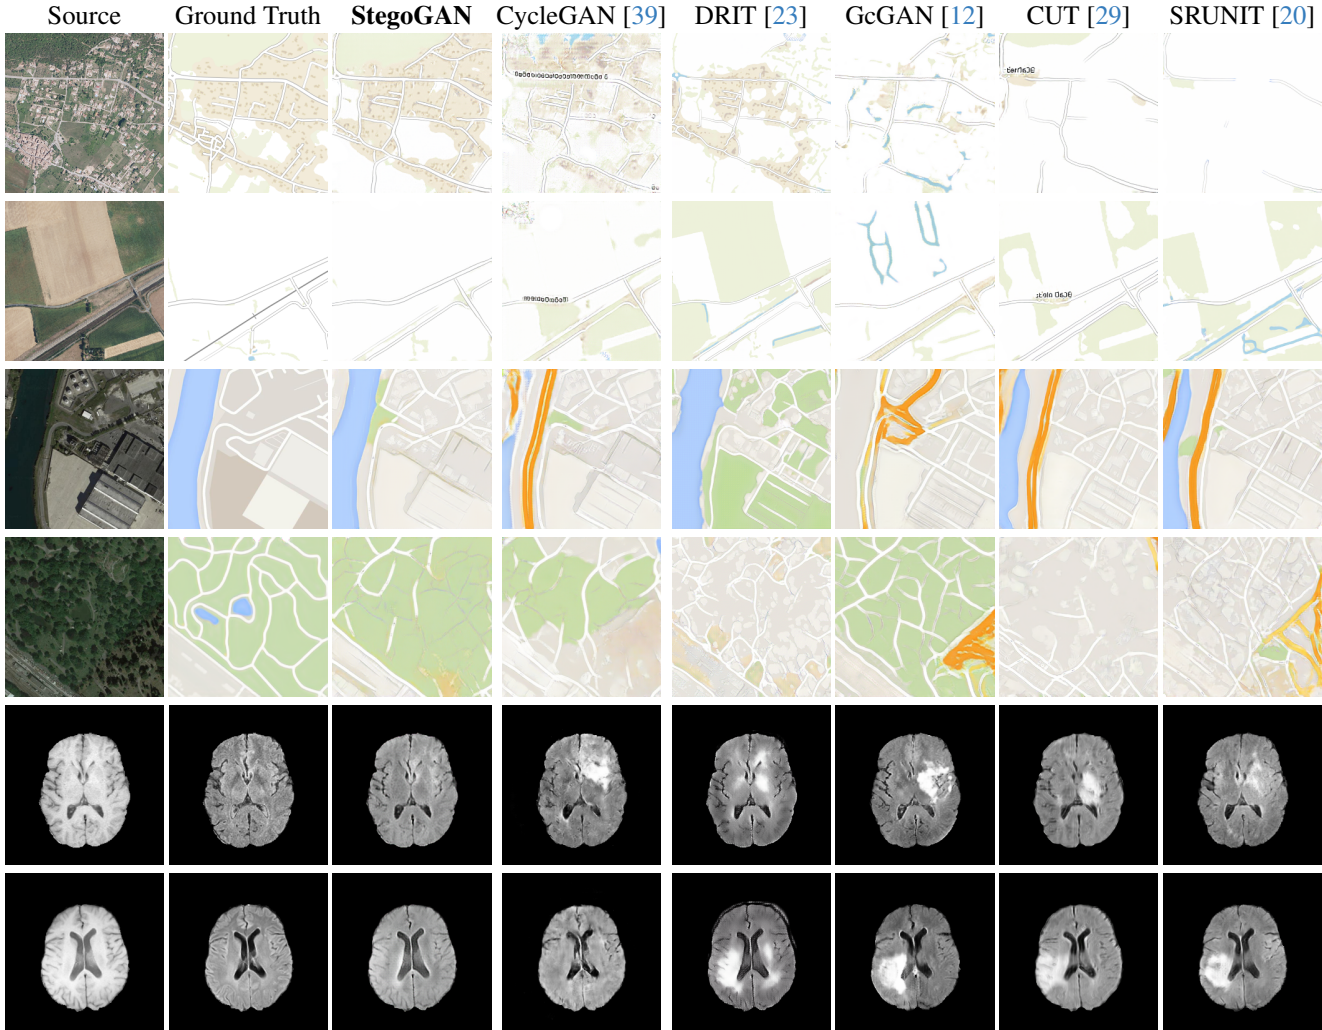 Source Ground Truth StegoGAN CycleGAN [39] DRIT [23] GcGAN [12] CUT [29] SRUNIT [20]